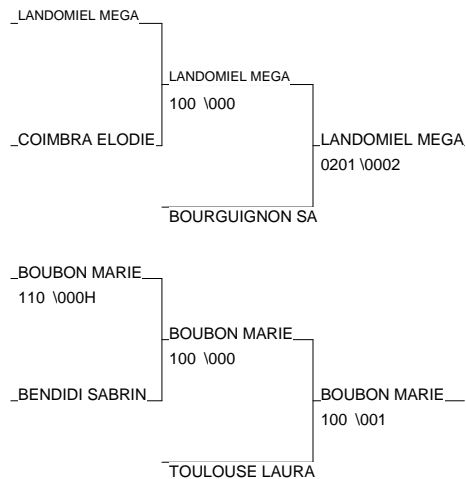 LANDOMIEL MEGA
LANDOMIEL MEGA
100 \000
COIMBRA ELODIE
LANDOMIEL MEGA
0201 \0002
BOURGUIGNON SA
BOUBON MARIE
110 \000H
BOUBON MARIE
100 \000
BENDIDI SABRIN
BOUBON MARIE
100 \001
TOULOUSE LAURA